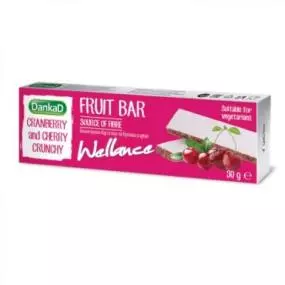 DankaD
FRUIT BAR
SOURCE OF FIBRE
CRANBERRY
and CHERRY
CRUNCHY
Wellance
Suitable for
vegetarians
30 g e